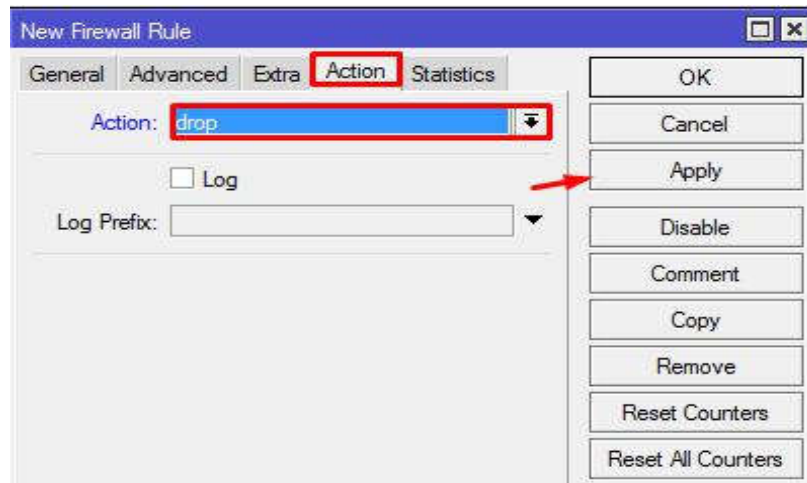 New Firewall Rule
General Advanced Extra Action Statistics
Action: drop
Log
Log Prefix:
OK
Cancel
Apply
Disable
Comment
Copy
Remove
Reset Counters
Reset All Counters